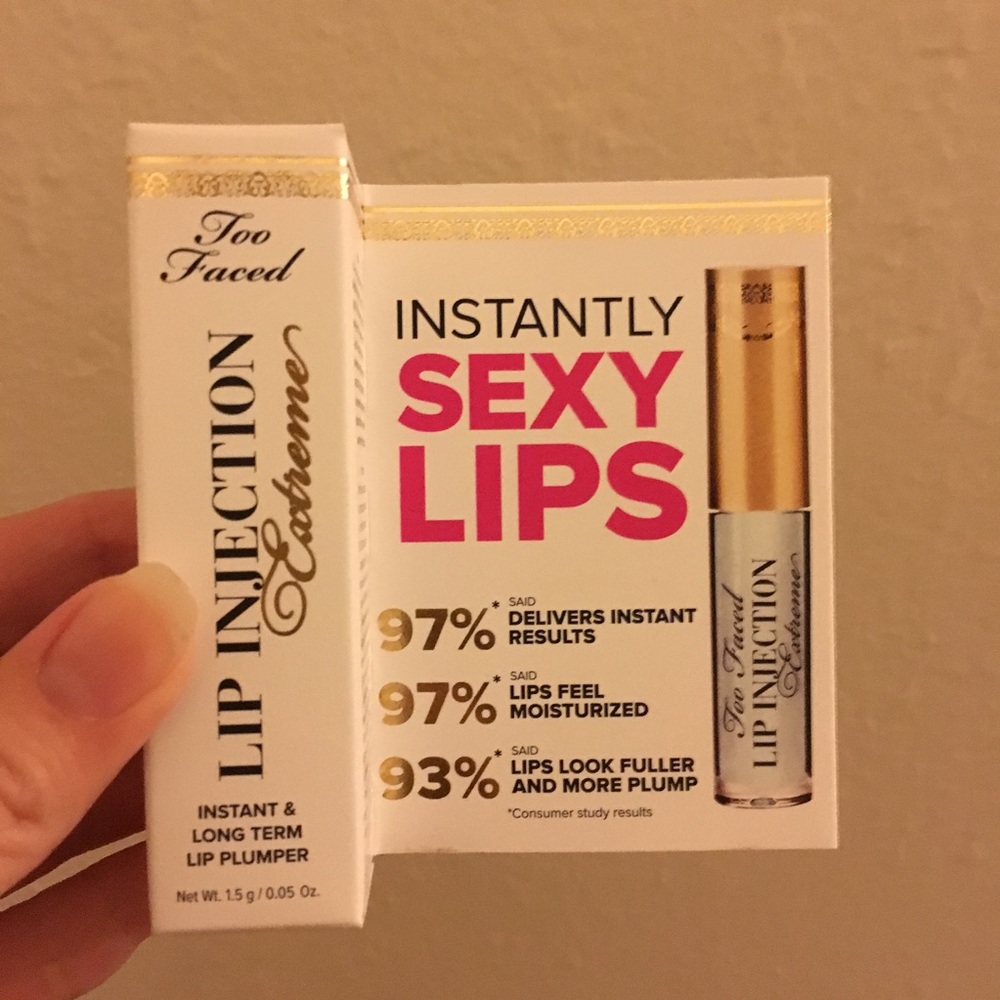 Too
Faced
LIP INJECTION
Extreme
INSTANT &
LONG TERM
LIP PLUMPER
Net Wt. 1.5 g / 0.05 Oz.
INSTANTLY
SEXY
LIPS
97%* SAID
DELIVERS INSTANT
RESULTS
97%* SAID
LIPS FEEL
MOISTURIZED
93%* SAID
LIPS LOOK FULLER
AND MORE PLUMP
*Consumer study results
Too Faced
LIP INJECTION
Extreme